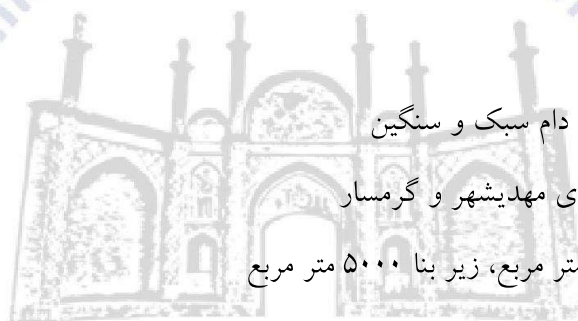 دام سبک و سنگین
مهدیشهر و گرمسار
متر مربع، زیر بنا ۵۰۰۰ متر مربع